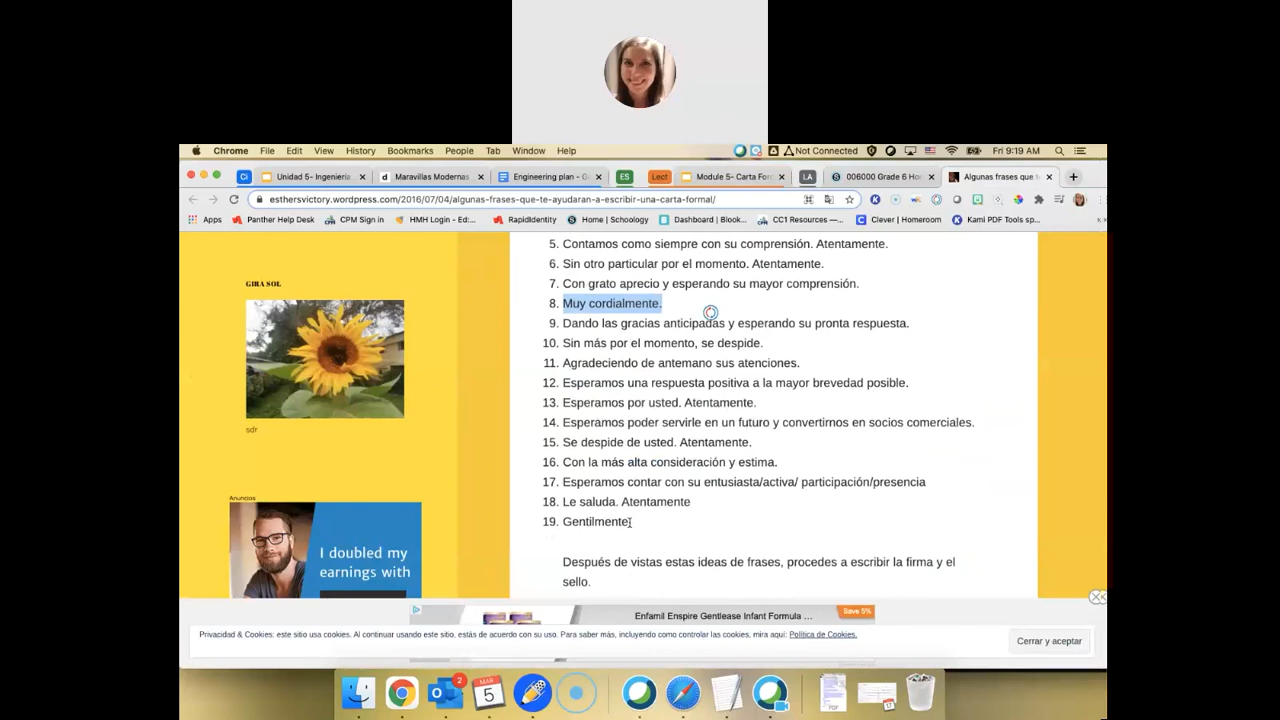 Chrome File Edit View History Bookmarks People Tab Window Help Not Connected Fri 9:19 AM
Ci Unidad 5- Ingeniería d Maravillas Modernas Engineering plan - G ES Lect Module 5- Carta For LA 006000 Grade 6 Ho Algunas frases que t
esthersvictory.wordpress.com/2016/07/04/algunas-frases-que-te-ayudaran-a-escribir-una-carta-formal/
Apps Panther Help Desk CPM Sign in HMH Login - Ed:... RapidIdentity Home | Schoology Dashboard | Blook... CC1 Resources —... Clever | Homeroom Kami PDF Tools sp...
GIRA SOL
sdr
Anuncios
I doubled my
earnings with
5. Contamos como siempre con su comprensión. Atentamente.
6. Sin otro particular por el momento. Atentamente.
7. Con grato aprecio y esperando su mayor comprensión.
8. Muy cordialmente.
9. Dando las gracias anticipadas y esperando su pronta respuesta.
10. Sin más por el momento, se despide.
11. Agradeciendo de antemano sus atenciones.
12. Esperamos una respuesta positiva a la mayor brevedad posible.
13. Esperamos por usted. Atentamente.
14. Esperamos poder servirle en un futuro y convertirnos en socios comerciales.
15. Se despide de usted. Atentamente.
16. Con la más alta consideración y estima.
17. Esperamos contar con su entusiasta/activa/ participación/presencia
18. Le saluda. Atentamente
19. Gentilmente
Después de vistas estas ideas de frases, procedes a escribir la firma y el
sello.
Enfamil Enspire Gentlease Infant Formula ... Save 5%
Privacidad & Cookies: este sitio usa cookies. Al continuar usando este sitio, estás de acuerdo con su uso. Para saber más, incluyendo como controlar las cookies, mira aquí: Política de Cookies.
Cerrar y aceptar
2
MAR
5
PDF
17